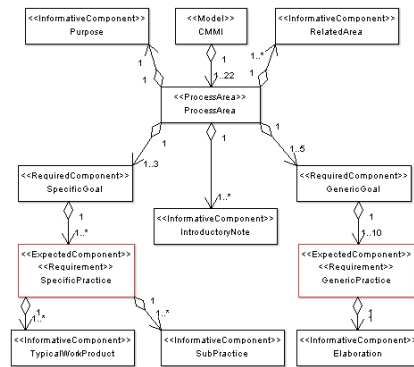 <<InformativeComponent>>
Purpose
<<Model>>
CMMI
<<InformativeComponent>>
RelatedArea
1
1
1
1..22
1..*
1
<<ProcessArea>>
ProcessArea
1
1
1
1..3
1..5
<<RequiredComponent>>
SpecificGoal
<<RequiredComponent>>
GenericGoal
1..*
<<InformativeComponent>>
IntroductoryNote
1
1..*
1
1..10
<<ExpectedComponent>>
<<Requirement>>
SpecificPractice
<<ExpectedComponent>>
<<Requirement>>
GenericPractice
1
1..*
1
1..*
1
1
<<InformativeComponent>>
TypicalWorkProduct
<<InformativeComponent>>
SubPractice
<<InformativeComponent>>
Elaboration